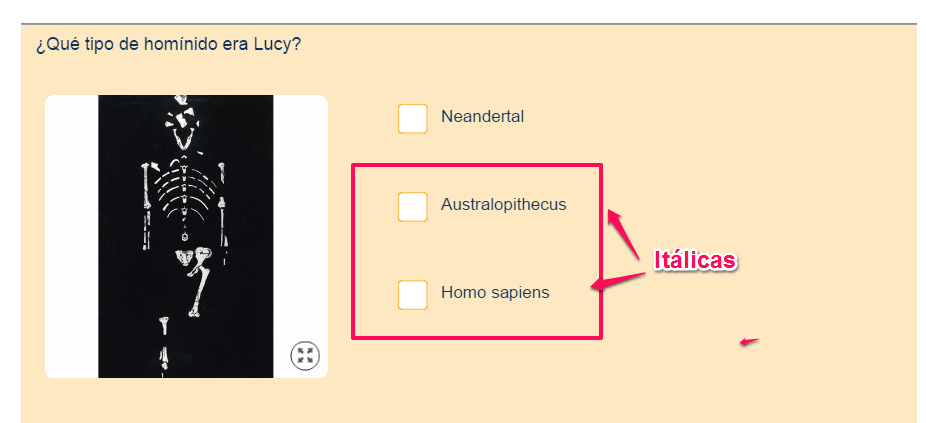 ¿Qué tipo de homínido era Lucy?
Neandertal
Australopithecus
Itálicas
Homo sapiens